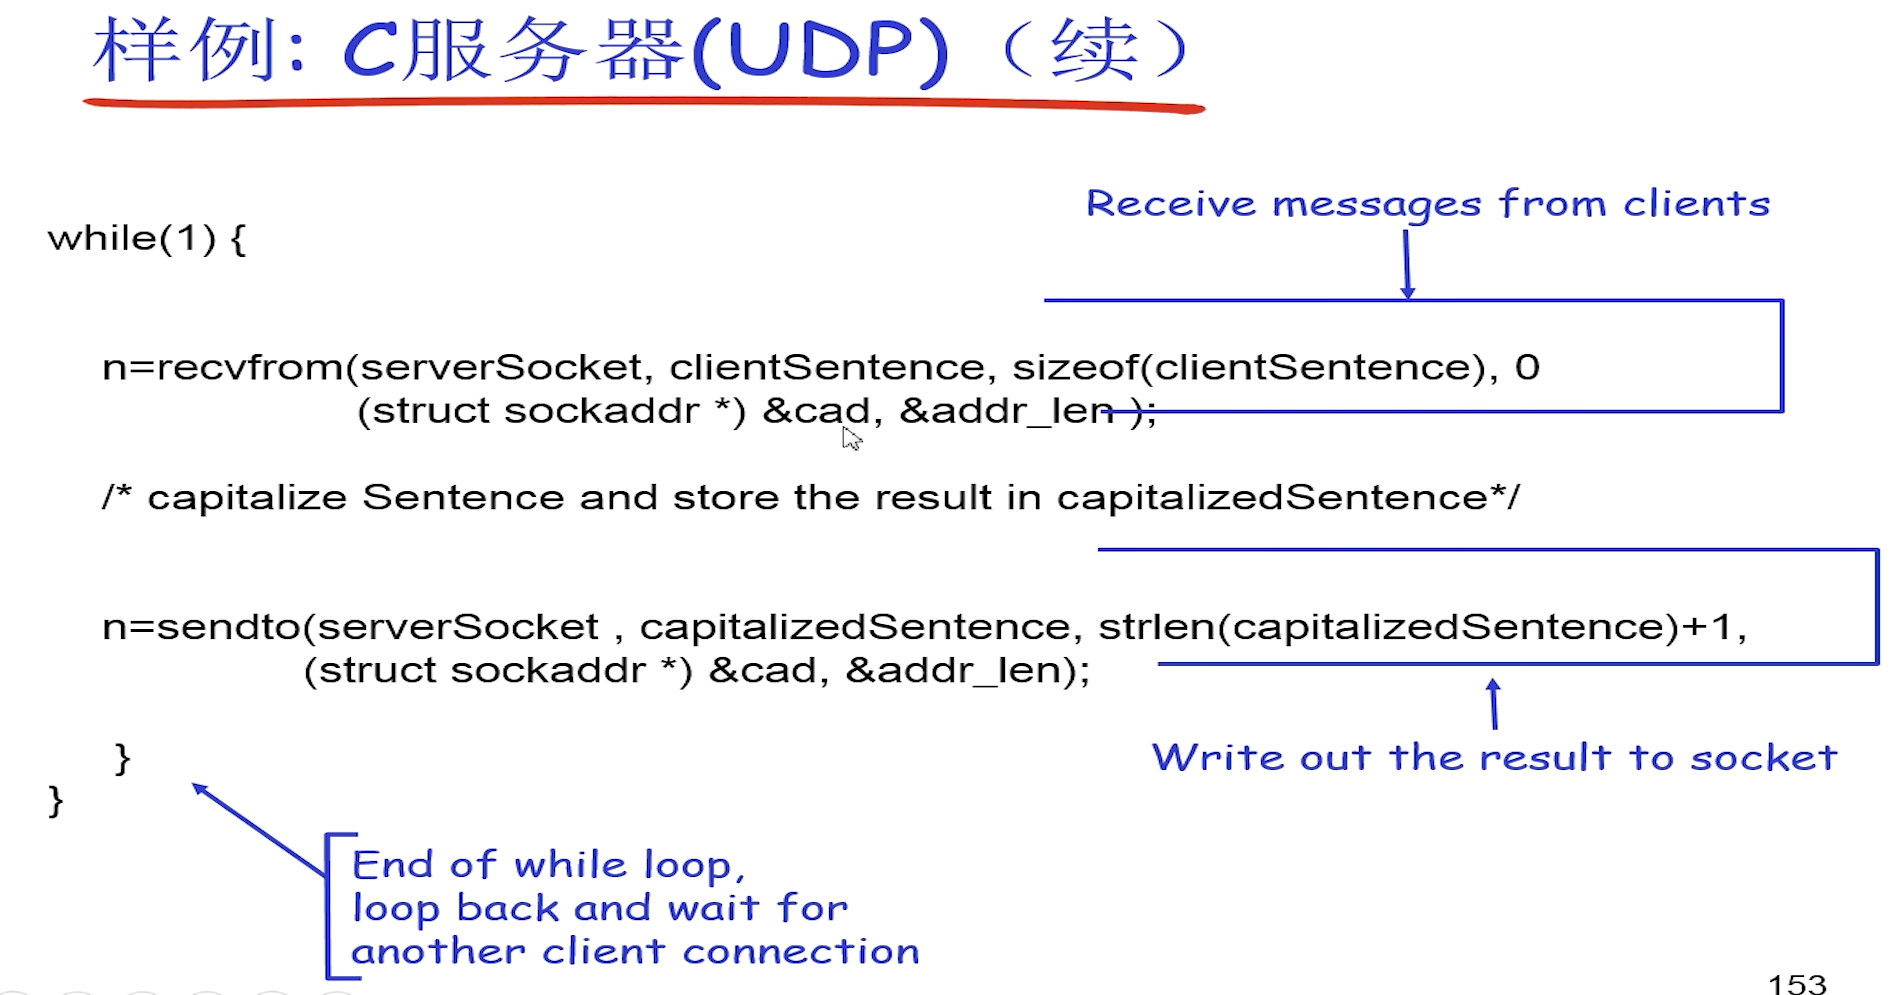 样例: C服务器(UDP)（续）
Receive messages from clients
while(1) {
n=recvfrom(serverSocket, clientSentence, sizeof(clientSentence), 0
(struct sockaddr *) &cad, &addr_len );
/* capitalize Sentence and store the result in capitalizedSentence*/
n=sendto(serverSocket , capitalizedSentence, strlen(capitalizedSentence)+1,
(struct sockaddr *) &cad, &addr_len);
}
Write out the result to socket
}
End of while loop,
loop back and wait for
another client connection
153